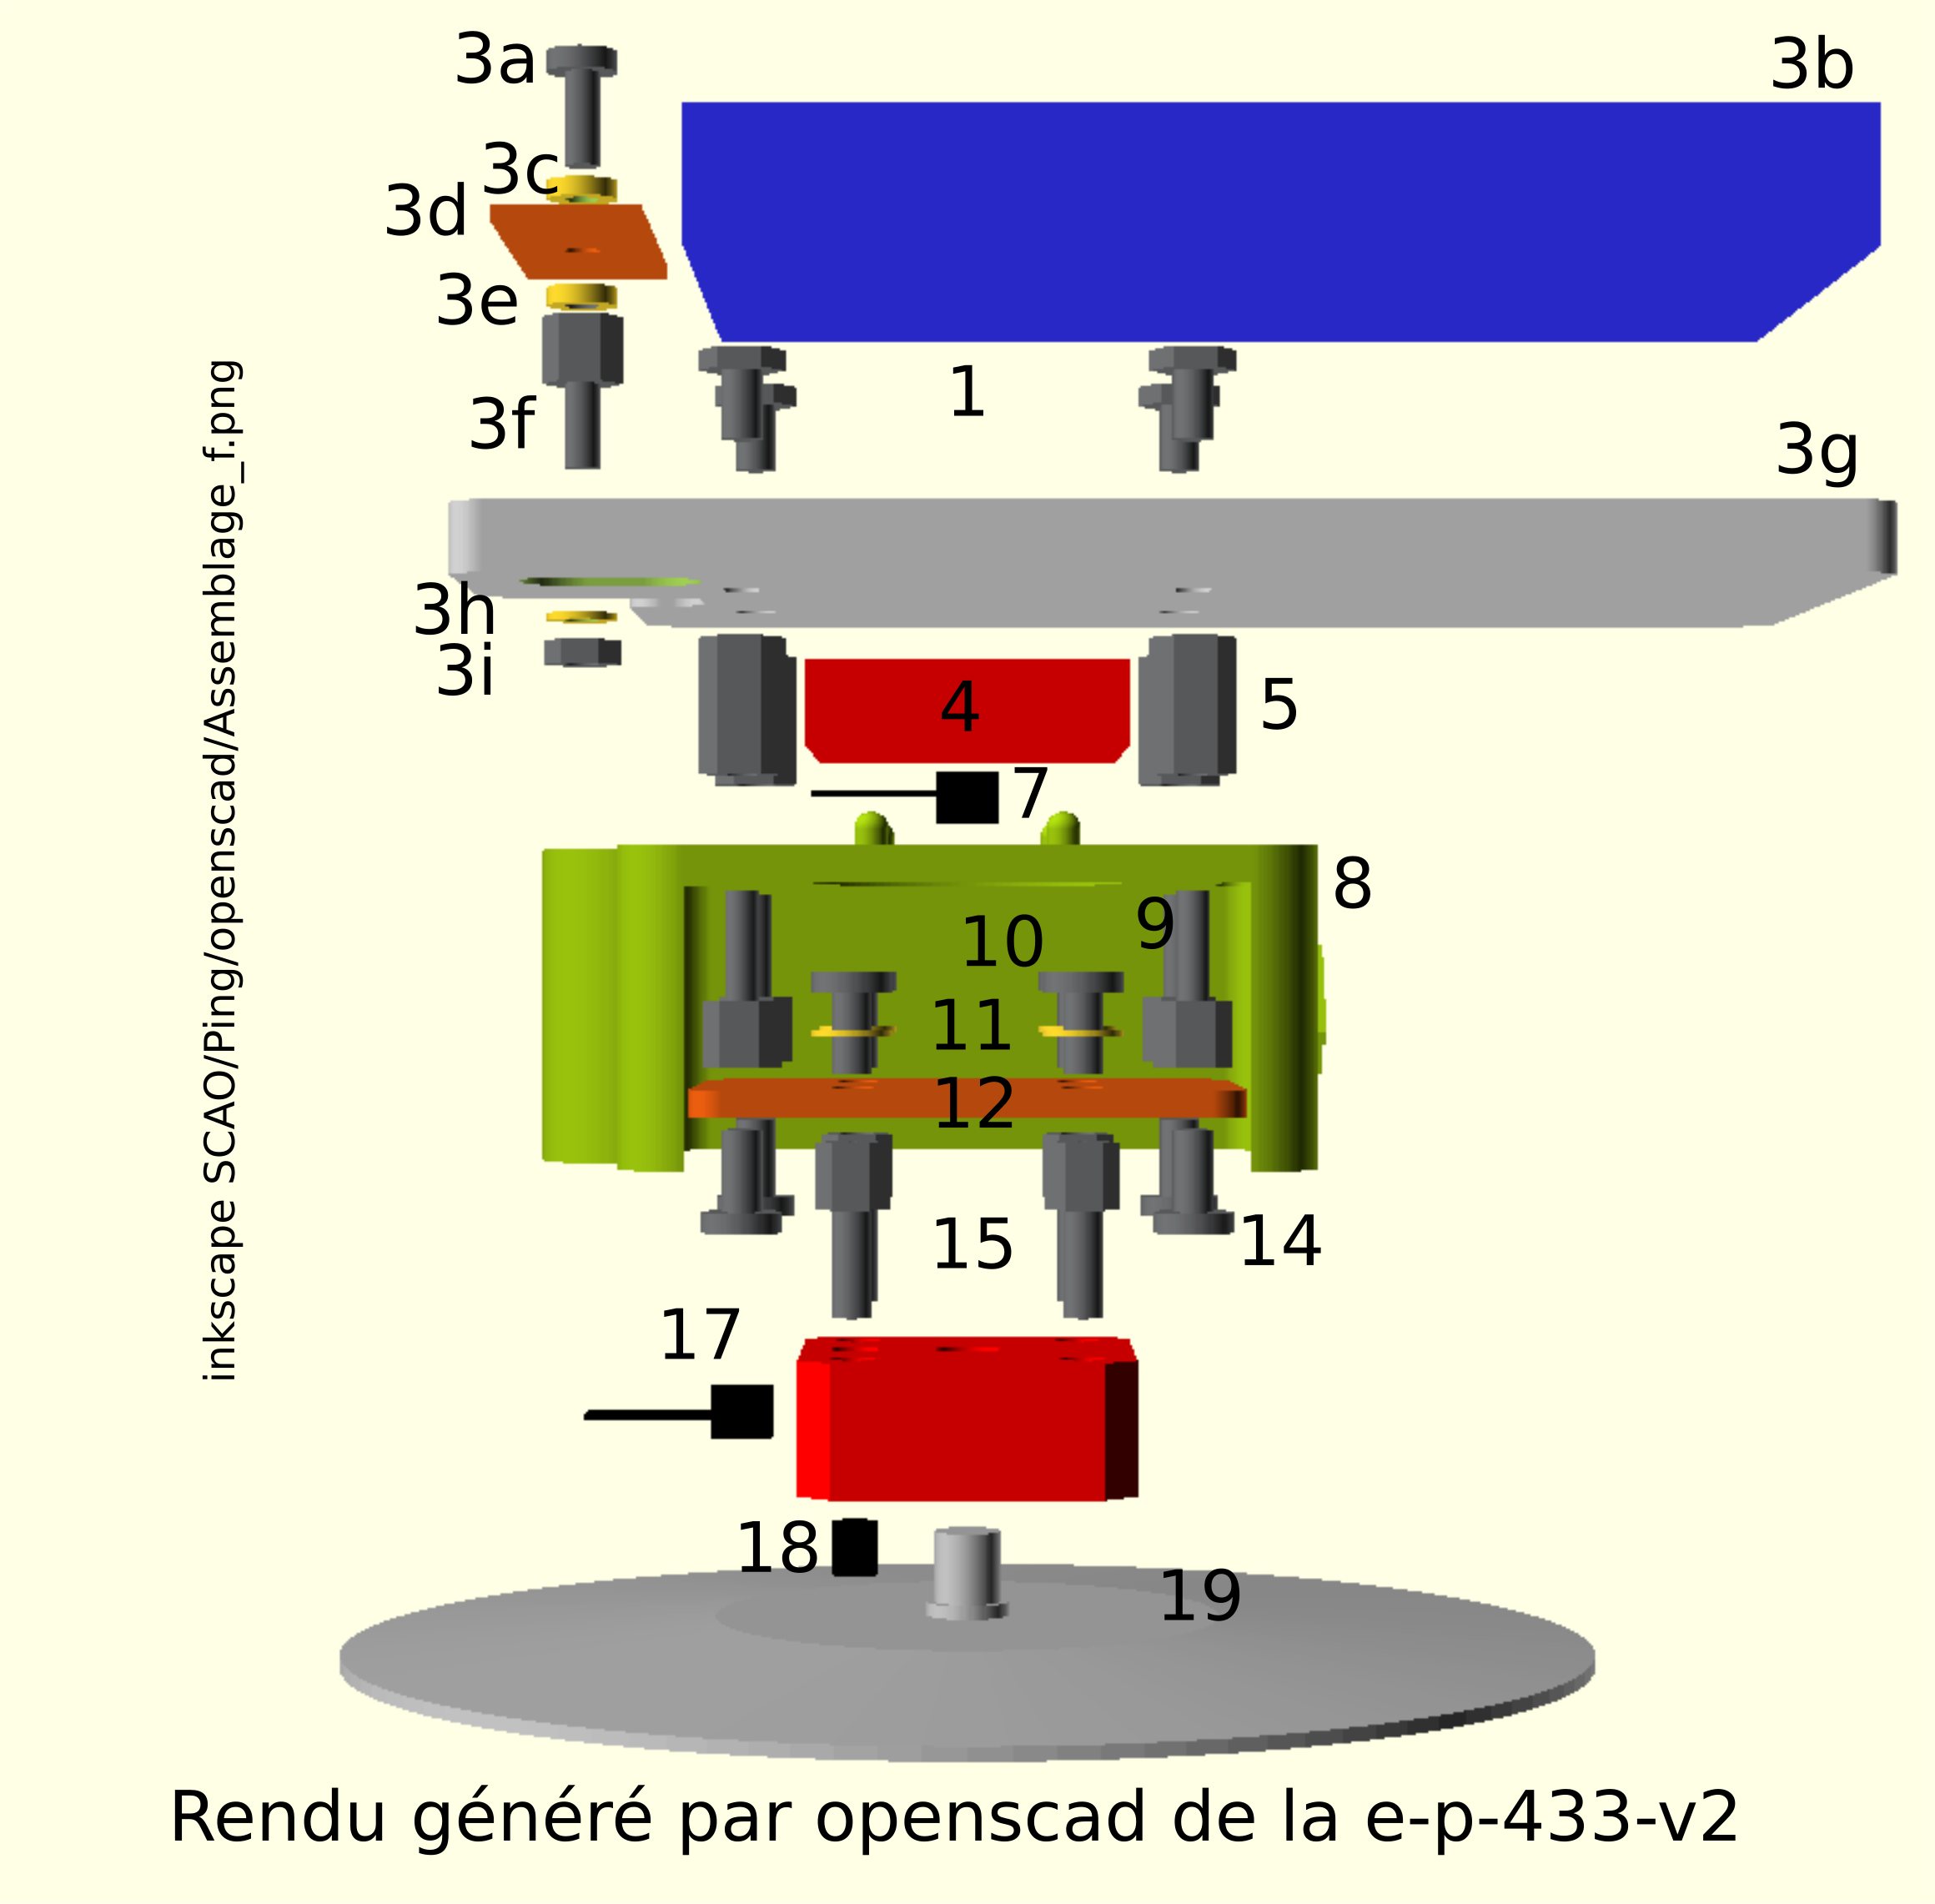 3a
3b
3c
3d
3e
1
3f
3g
3h
3i
4
5
7
8
9
10
11
12
14
15
17
18
19
inkscape SCAO/Ping/openscad/Assemblage_f.png
Rendu généré par openscad de la e-p-433-v2